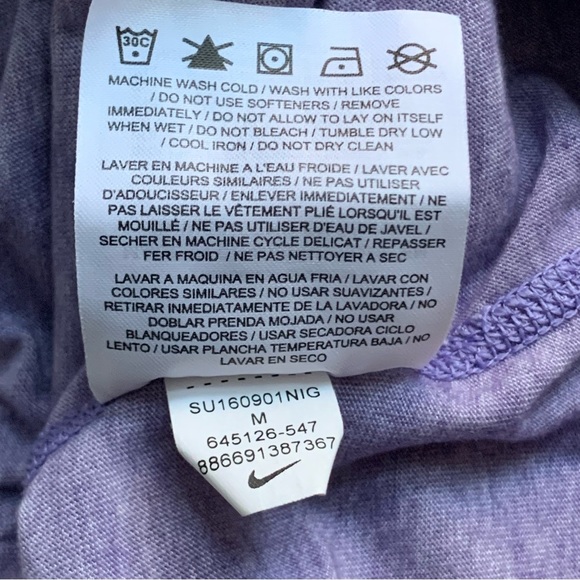 30C
MACHINE WASH COLD / WASH WITH LIKE COLORS
/ DO NOT USE SOFTENERS / REMOVE
IMMEDIATELY / DO NOT ALLOW TO LAY ON ITSELF
WHEN WET / DO NOT BLEACH / TUMBLE DRY LOW
/ COOL IRON / DO NOT DRY CLEAN
LAVER EN MACHINE A L'EAU FROIDE / LAVER AVEC
COULEURS SIMILAIRES / NE PAS UTILISER
D'ADOUCISSEUR / ENLEVER IMMEDIATEMENT / NE
PAS LAISSER LE VÊTEMENT PLIÉ LORSQU'IL EST
MOUILLÉ / NE PAS UTILISER D'EAU DE JAVEL /
SECHER EN MACHINE CYCLE DELICAT / REPASSER
FER FROID / NE PAS NETTOYER A SEC
LAVAR A MAQUINA EN AGUA FRIA / LAVAR CON
COLORES SIMILARES / NO USAR SUAVIZANTES /
RETIRAR INMEDIATAMENTE DE LA LAVADORA / NO
DOBLAR PRENDA MOJADA / NO USAR
BLANQUEADORES / USAR SECADORA CICLO
LENTO / USAR PLANCHA TEMPERATURA BAJA / NO
LAVAR EN SECO
SU160901NIG
M
645126-547
886691387367